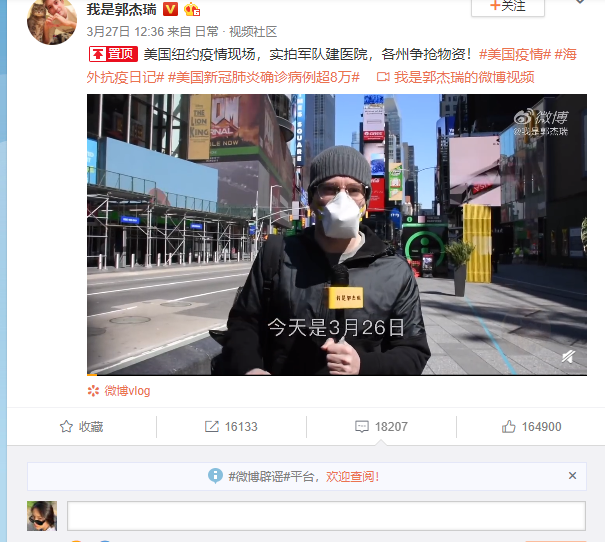 我是郭杰瑞
+关注
3月27日 12:36 来自 日常 · 视频社区
置顶 美国纽约疫情现场，实拍军队建医院，各州争抢物资！#美国疫情# #海
外抗疫日记# #美国新冠肺炎确诊病例超8万# 我是郭杰瑞的微博视频
微博
@我是郭杰瑞
THE LION KING
我是郭杰瑞
今天是3月26日
微博vlog
收藏
16133
18207
164900
#微博辟谣#平台，欢迎查阅！